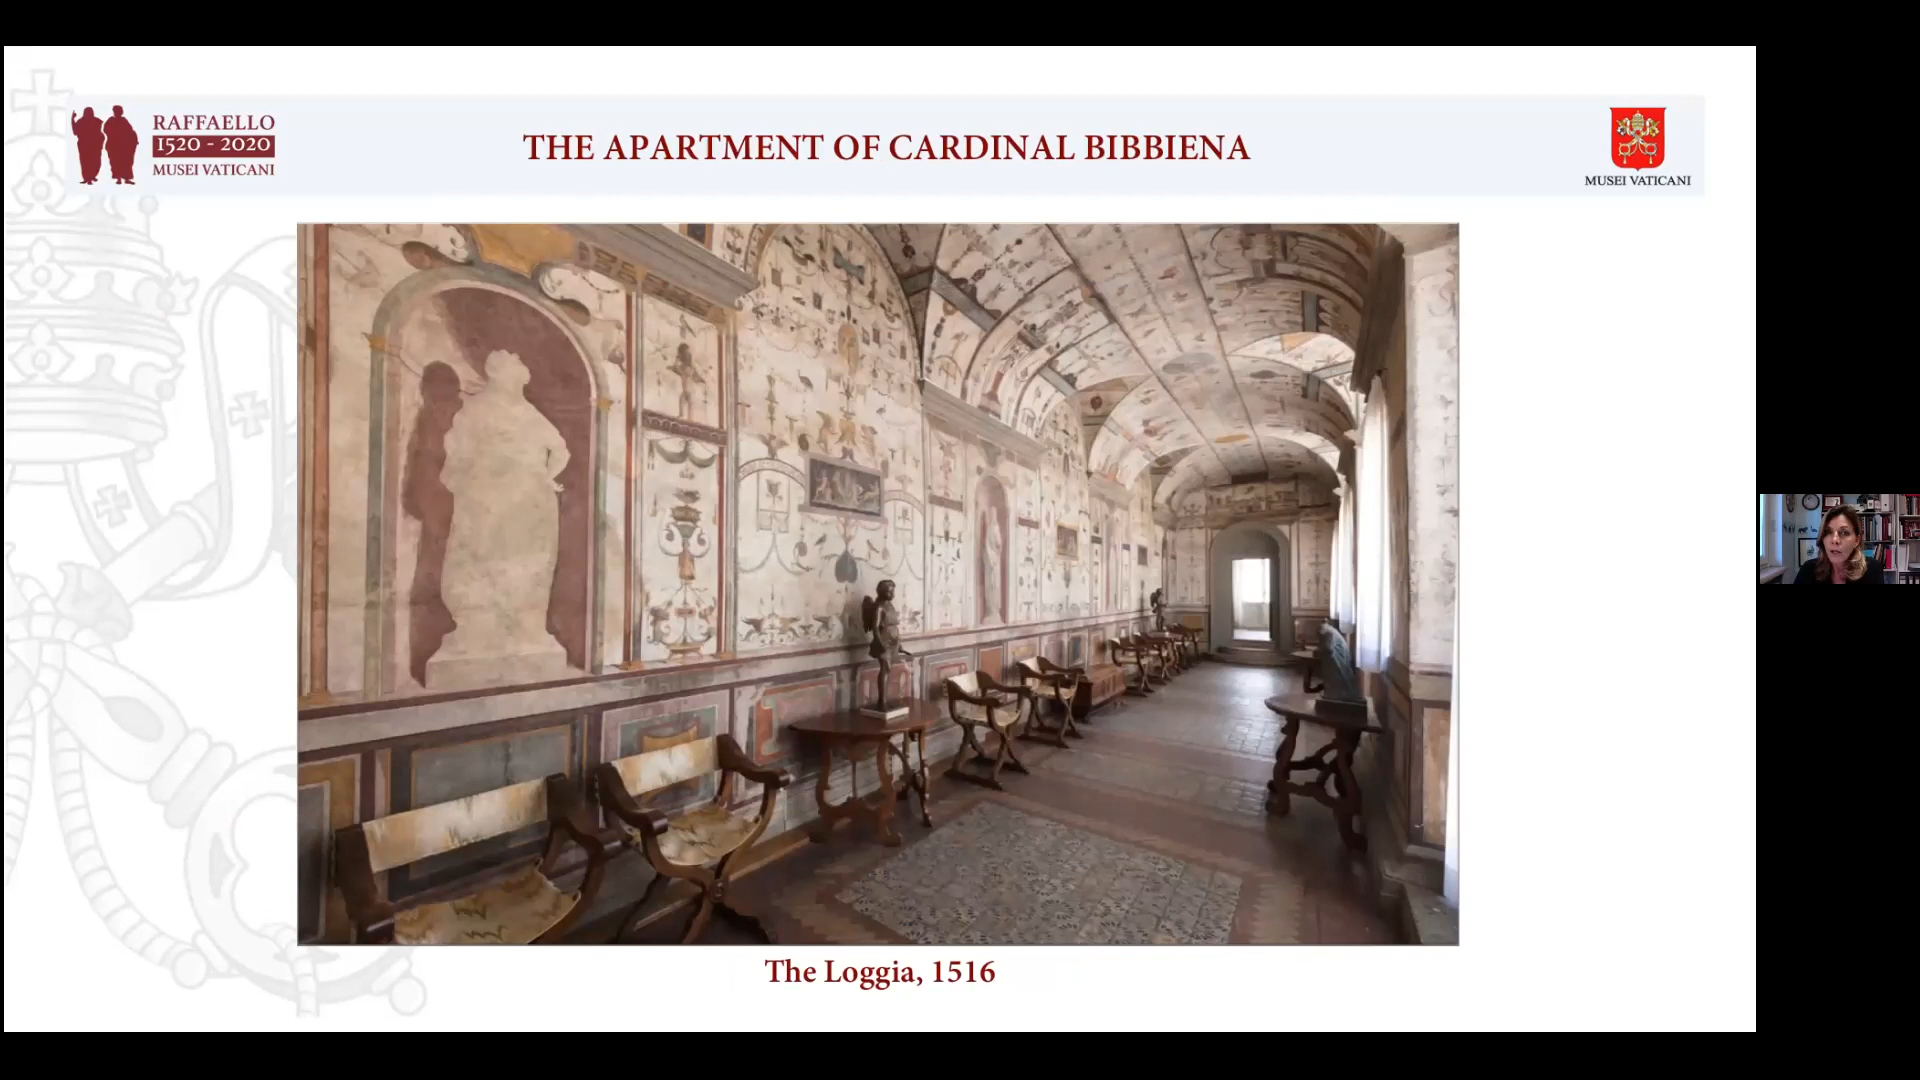 RAFFAELLO
1520 - 2020
MUSEI VATICANI
THE APARTMENT OF CARDINAL BIBBIENA
MUSEI VATICANI
The Loggia, 1516